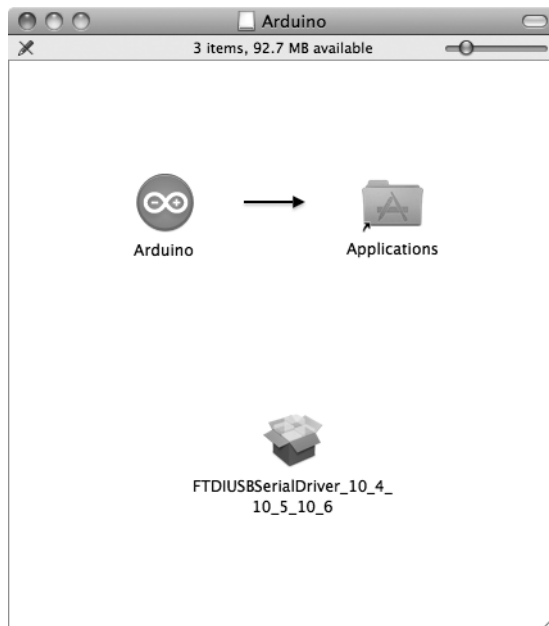 Arduino
3 items, 92.7 MB available
Arduino
Applications
FTDIUSBSerialDriver_10_4_
10_5_10_6